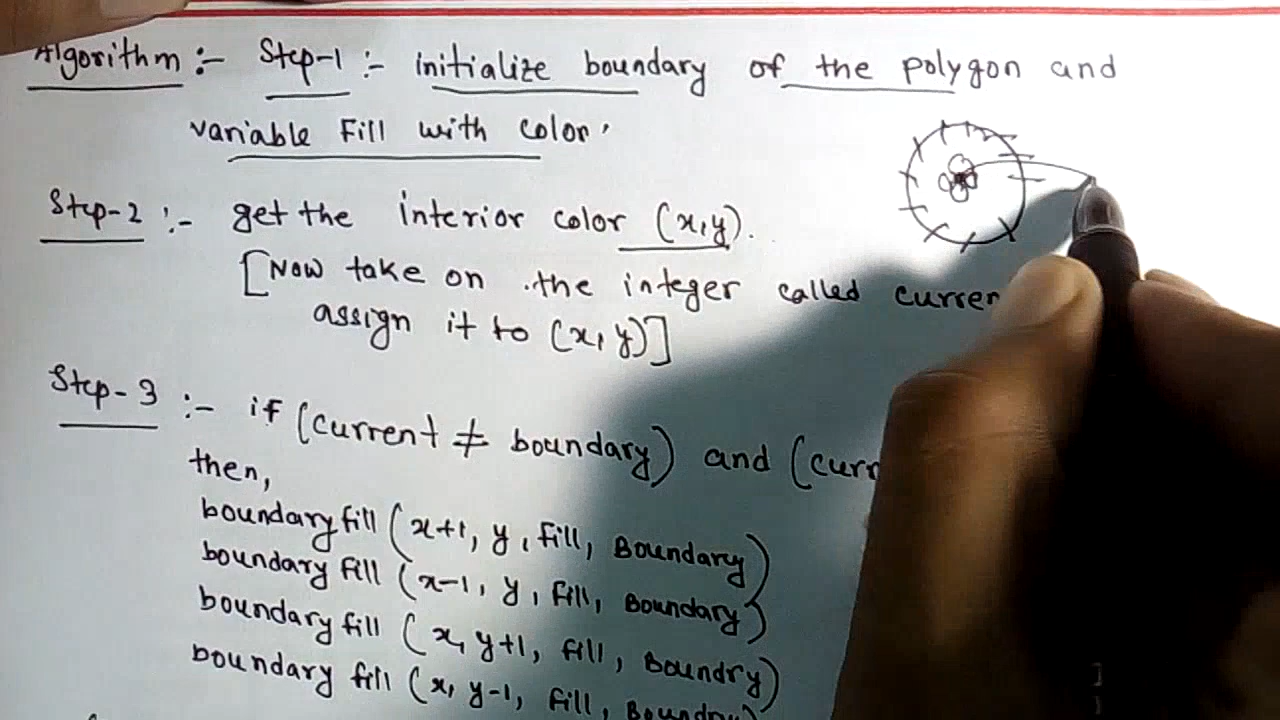 Algorithm :- Step-1 :- initialize boundary of the polygon and
variable Fill with color.
Step-2 :- get the interior color (x,y).
[Now take on the integer called
assign it to (x, y)]
Step-3 :- if (current ≠ boundary) and
then,
boundaryfill (x+1, y, fill, Boundary)
boundary fill (x-1, y, fill, Boundary)
boundary fill (x, y+1, fill, Boundry)
boundary fill (x, y-1, fill, Boundry)